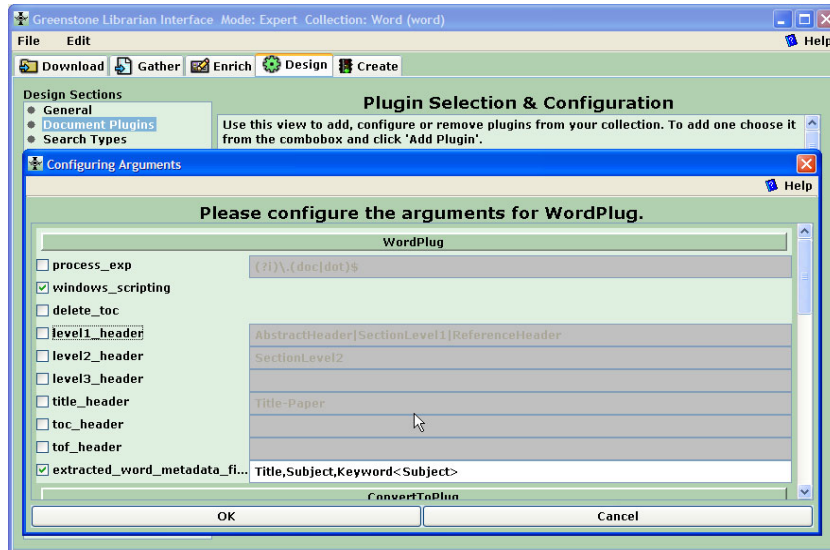 Greenstone Librarian Interface Mode: Expert Collection: Word (word)
File Edit Help
Download Gather Enrich Design Create
Design Sections
General
Document Plugins
Search Types
Plugin Selection & Configuration
Use this view to add, configure or remove plugins from your collection. To add one choose it
from the combobox and click 'Add Plugin'.
Configuring Arguments
Help
Please configure the arguments for WordPlug.
WordPlug
process_exp (?i)\.(doc|dot)$
windows_scripting
delete_toc
level1_header AbstractHeader|SectionLevel1|ReferenceHeader
level2_header SectionLevel2
level3_header
title_header Title-Paper
toc_header
tof_header
extracted_word_metadata_fi... Title,Subject,Keyword<Subject>
ConvertToPlug
OK Cancel